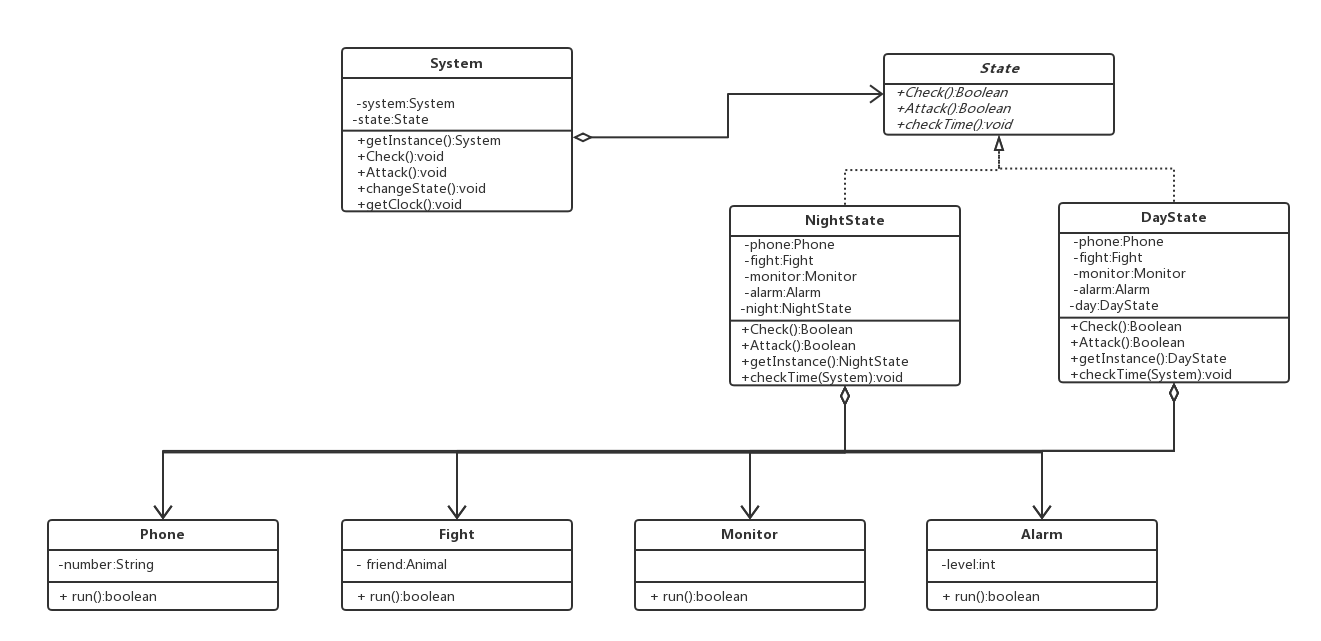 System
-system:System
-state:State
+getInstance():System
+Check():void
+Attack():void
+changeState():void
+getClock():void
State
+Check():Boolean
+Attack():Boolean
+checkTime():void
NightState
-phone:Phone
-fight:Fight
-monitor:Monitor
-alarm:Alarm
-night:NightState
+Check():Boolean
+Attack():Boolean
+getInstance():NightState
+checkTime(System):void
DayState
-phone:Phone
-fight:Fight
-monitor:Monitor
-alarm:Alarm
-day:DayState
+Check():Boolean
+Attack():Boolean
+getInstance():DayState
+checkTime(System):void
Phone
-number:String
+ run():boolean
Fight
- friend:Animal
+ run():boolean
Monitor
+ run():boolean
Alarm
-level:int
+ run():boolean